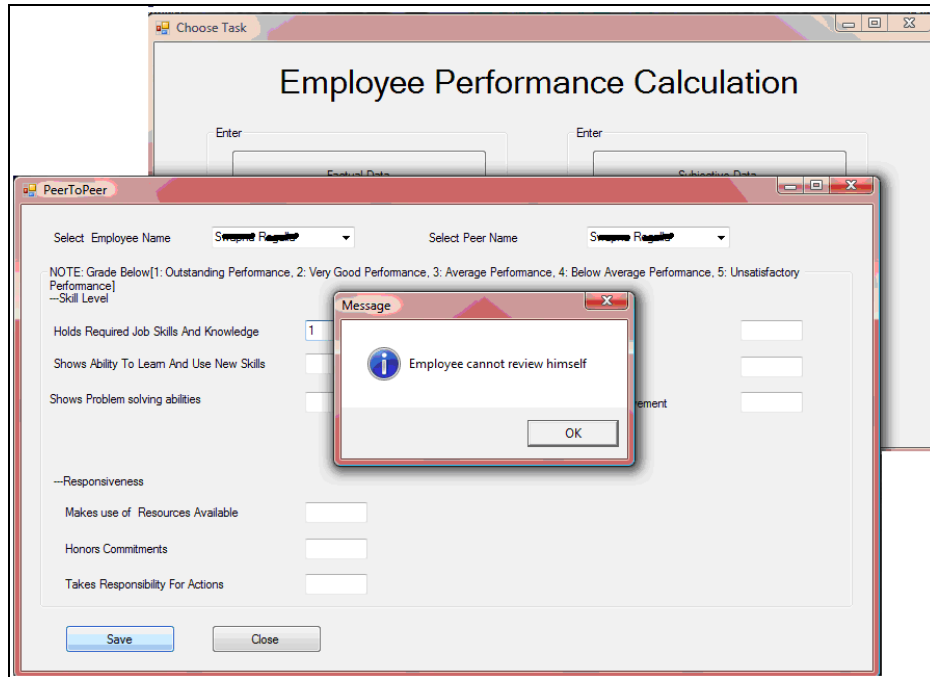 Choose Task
Employee Performance Calculation
Enter
Enter
Factual Data
Subjective Data
PeerToPeer
Select Employee Name
Select Peer Name
NOTE: Grade Below[1: Outstanding Performance, 2: Very Good Performance, 3: Average Performance, 4: Below Average Performance, 5: Unsatisfactory
Performance]
---Skill Level
Message
Holds Required Job Skills And Knowledge 1
Employee cannot review himself
Shows Ability To Learn And Use New Skills
Shows Problem solving abilities
OK
---Responsiveness
Makes use of Resources Available
Honors Commitments
Takes Responsibility For Actions
Save
Close